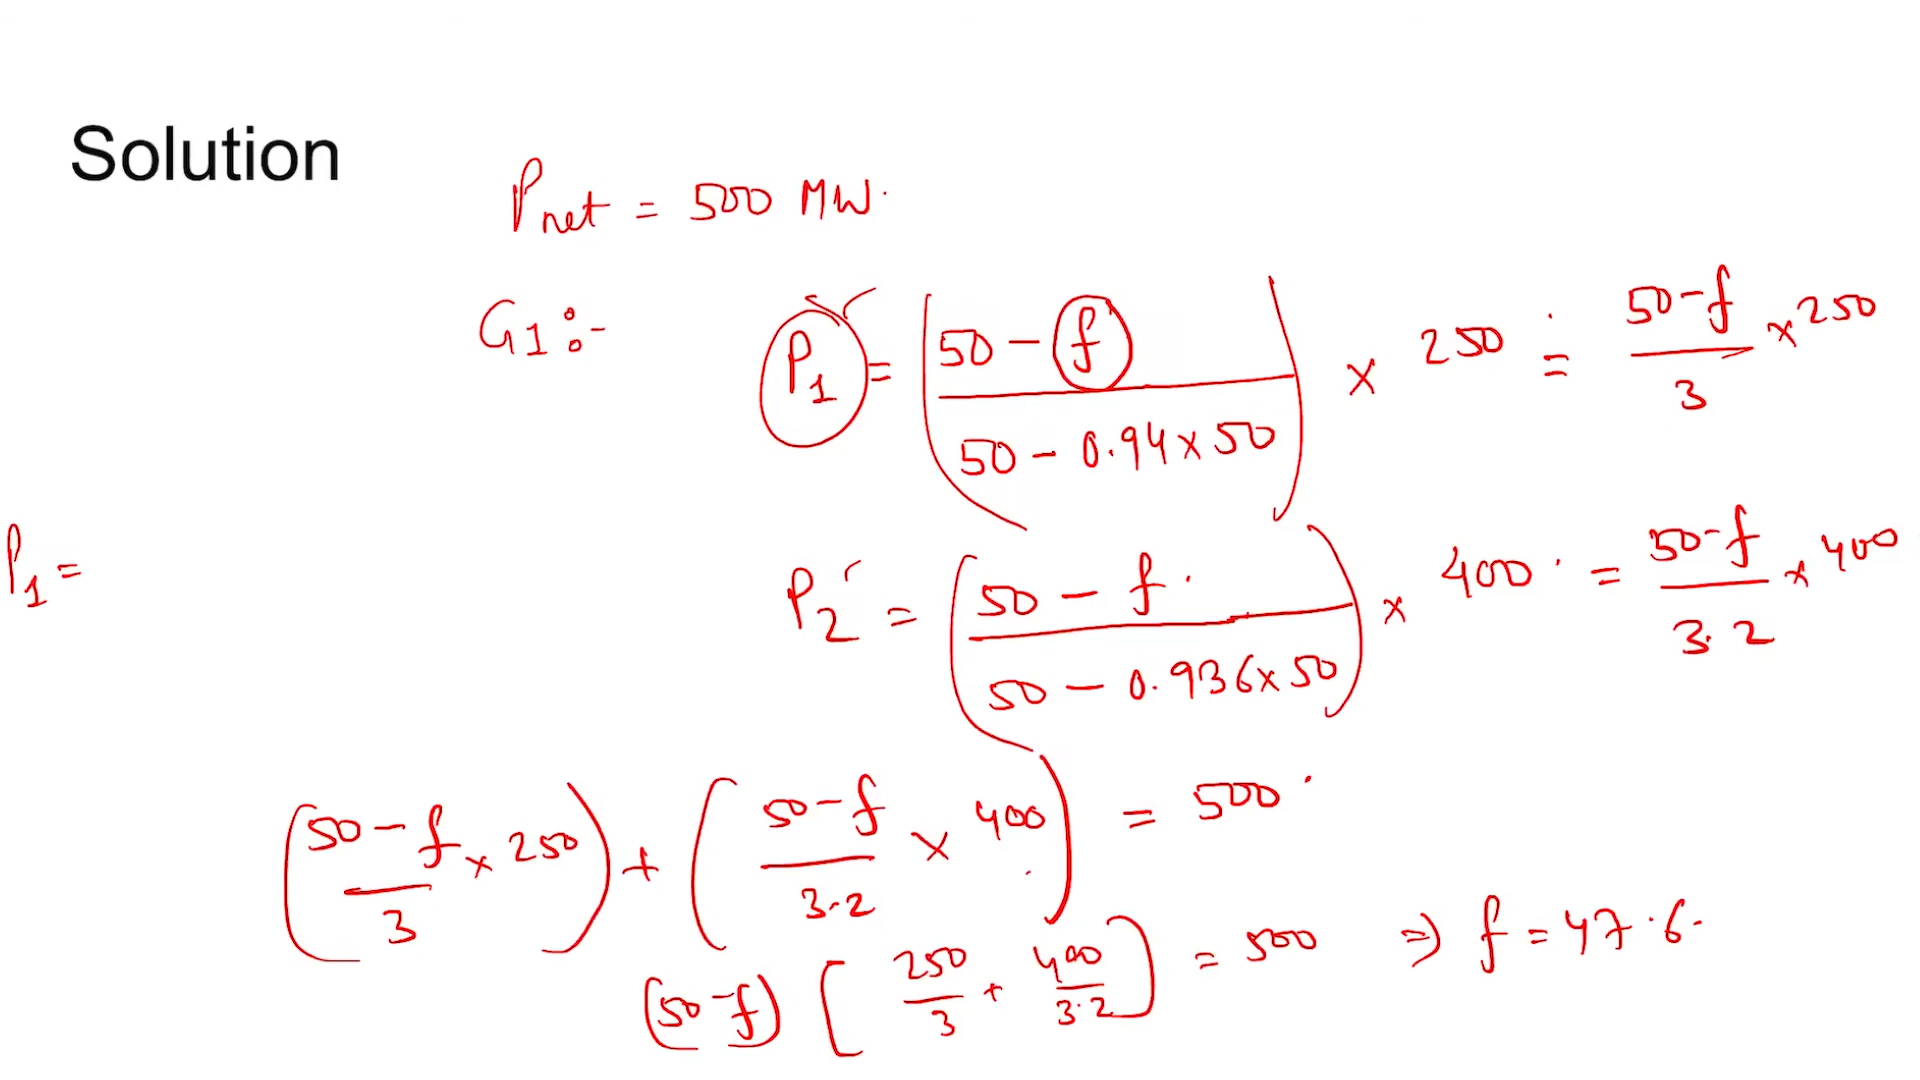 Solution
Pnet = 500 MW.
G1:-
P1 = (50 - f / 50 - 0.94 x 50) x 250 = 50-f / 3 x 250
P1 =
P2 = (50 - f / 50 - 0.936 x 50) x 400 = 50-f / 3.2 x 400
(50-f / 3 x 250) + (50-f / 3.2 x 400) = 500
(50-f) [250 / 3 + 400 / 3.2] = 500 ⇒ f = 47.6